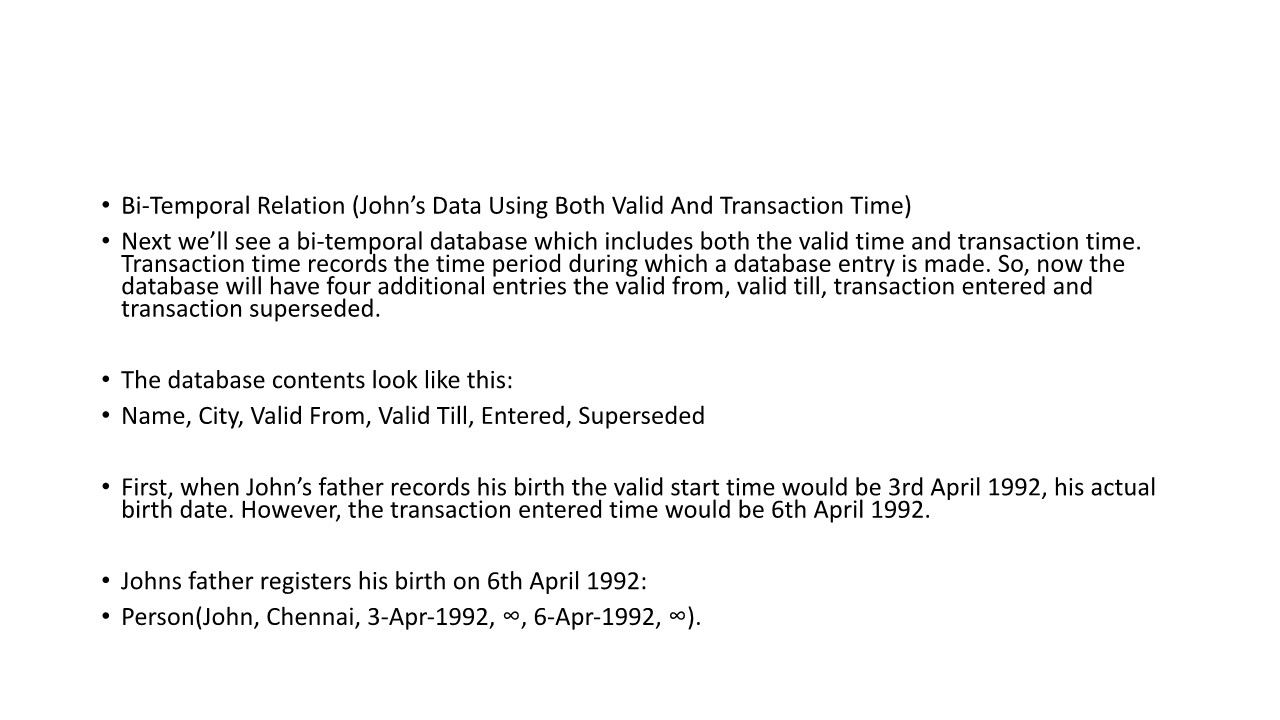 • Bi-Temporal Relation (John’s Data Using Both Valid And Transaction Time)
• Next we’ll see a bi-temporal database which includes both the valid time and transaction time.
Transaction time records the time period during which a database entry is made. So, now the
database will have four additional entries the valid from, valid till, transaction entered and
transaction superseded.
• The database contents look like this:
• Name, City, Valid From, Valid Till, Entered, Superseded
• First, when John’s father records his birth the valid start time would be 3rd April 1992, his actual
birth date. However, the transaction entered time would be 6th April 1992.
• Johns father registers his birth on 6th April 1992:
• Person(John, Chennai, 3-Apr-1992, ∞, 6-Apr-1992, ∞).